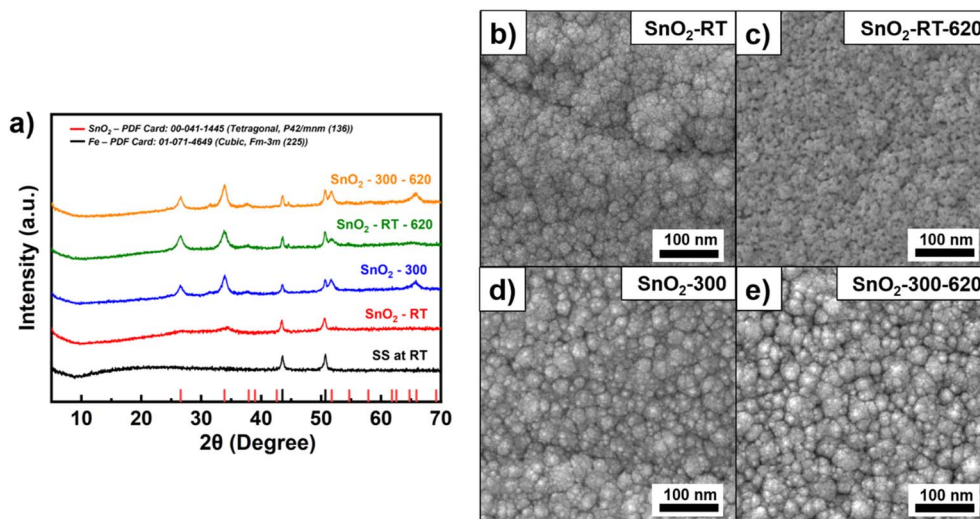 a)
SnO₂ – PDF Card: 00-041-1445 (Tetragonal, P42/mnm (136))
Fe – PDF Card: 01-071-4649 (Cubic, Fm-3m (225))
SnO₂ - 300 - 620
SnO₂ - RT - 620
SnO₂ - 300
SnO₂ - RT
SS at RT
Intensity (a.u.)
10 20 30 40 50 60 70
2θ (Degree)
b) SnO₂-RT
100 nm
c) SnO₂-RT-620
100 nm
d) SnO₂-300
100 nm
e) SnO₂-300-620
100 nm